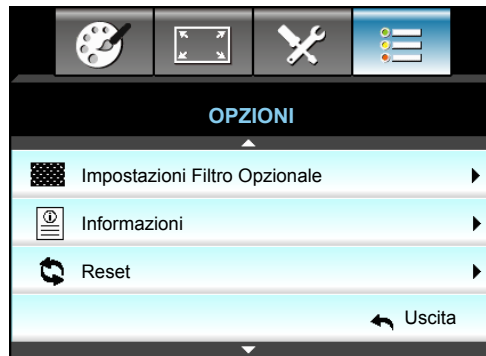 OPZIONI
Impostazioni Filtro Opzionale
Informazioni
Reset
Uscita